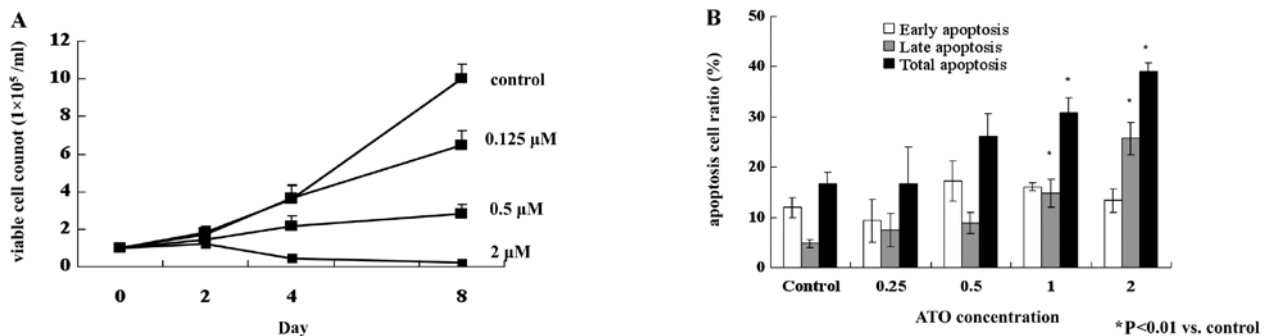 A
viable cell counot (1×10⁵ /ml)
12
10
8
6
4
2
0
control
0.125 µM
0.5 µM
2 µM
0 2 4 8
Day
B
apoptosis cell ratio (%)
50
40
30
20
10
0
Early apoptosis
Late apoptosis
Total apoptosis
* * * *
Control 0.25 0.5 1 2
ATO concentration
*P<0.01 vs. control